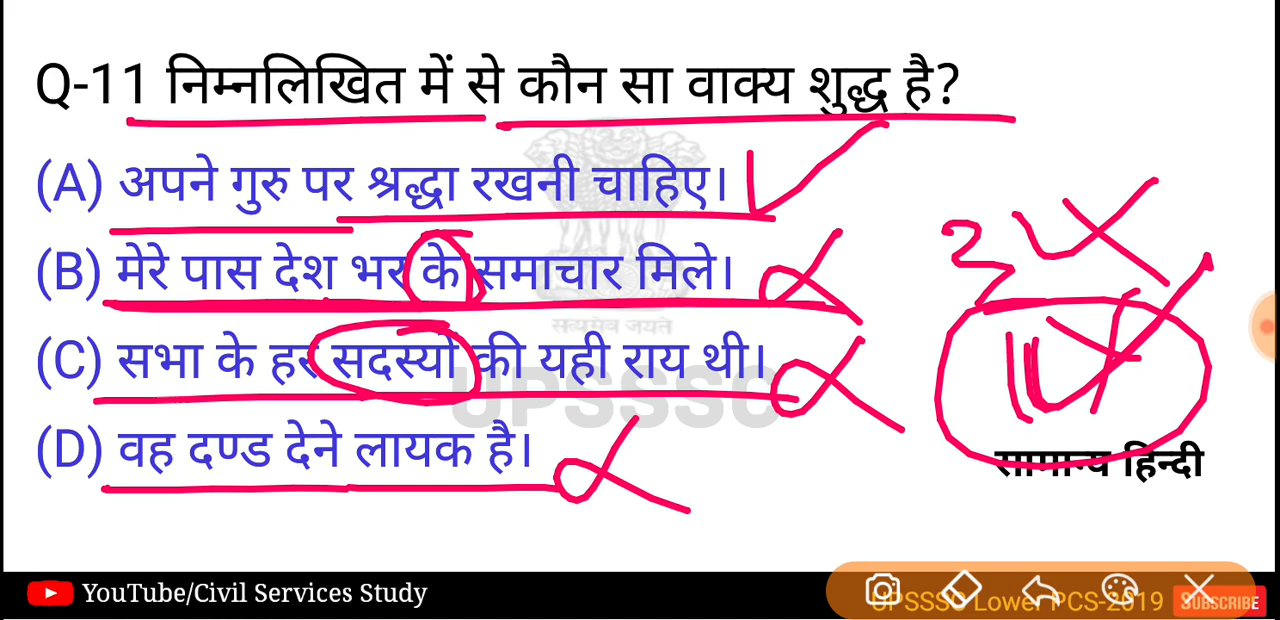 Q-11 निम्नलिखित में से कौन सा वाक्य शुद्ध है?
(A) अपने गुरु पर श्रद्धा रखनी चाहिए।
(B) मेरे पास देश भर के समाचार मिले।
सत्यमेव जयते
(C) सभा के हर सदस्यों की यही राय थी।
UPSSSC
(D) वह दण्ड देने लायक है।
2
सामान्य हिन्दी
YouTube/Civil Services Study
UPSSSC Lower PCS-2019
SUBSCRIBE